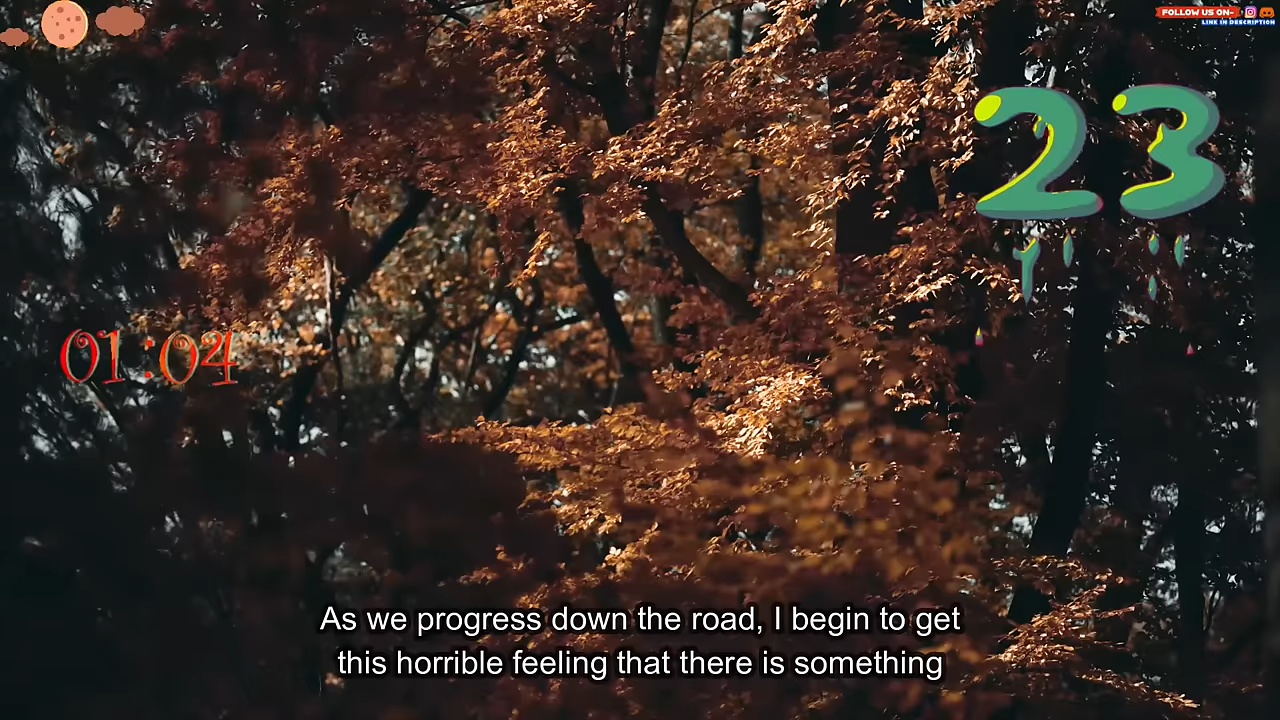 FOLLOW US ON-
LINK IN DESCRIPTION
23
01:04
As we progress down the road, I begin to get
this horrible feeling that there is something